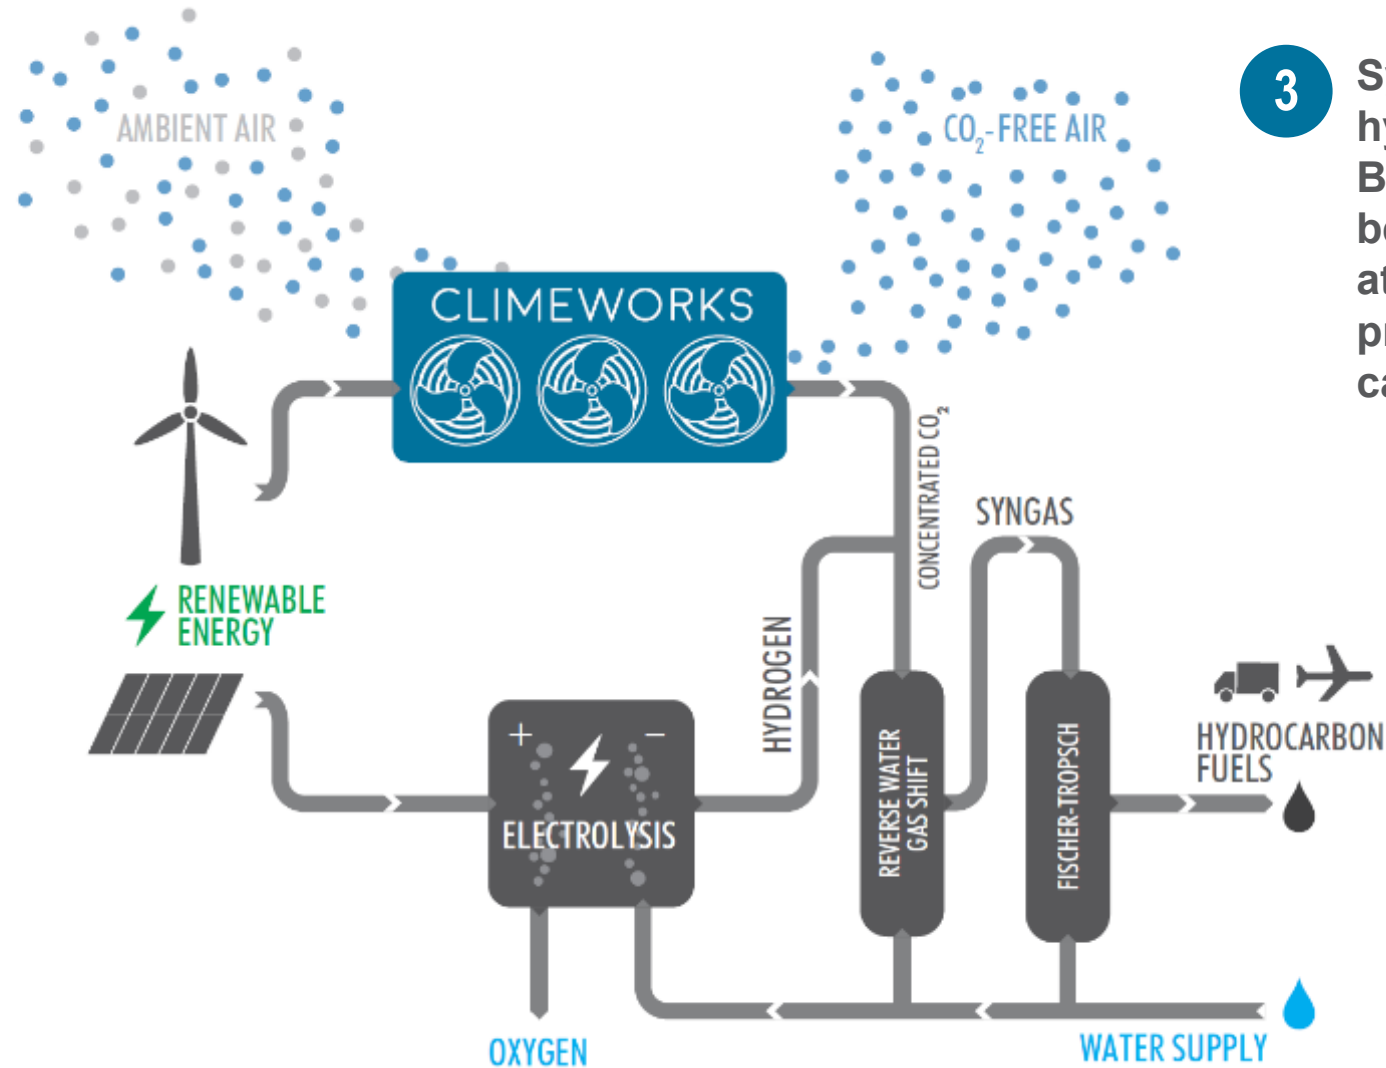 AMBIENT AIR
CO₂-FREE AIR
3
CLIMEWORKS
CONCENTRATED CO₂
SYNGAS
RENEWABLE
ENERGY
HYDROGEN
+ −
ELECTROLYSIS
REVERSE WATER
GAS SHIFT
FISCHER-TROPSCH
HYDROCARBON
FUELS
OXYGEN
WATER SUPPLY